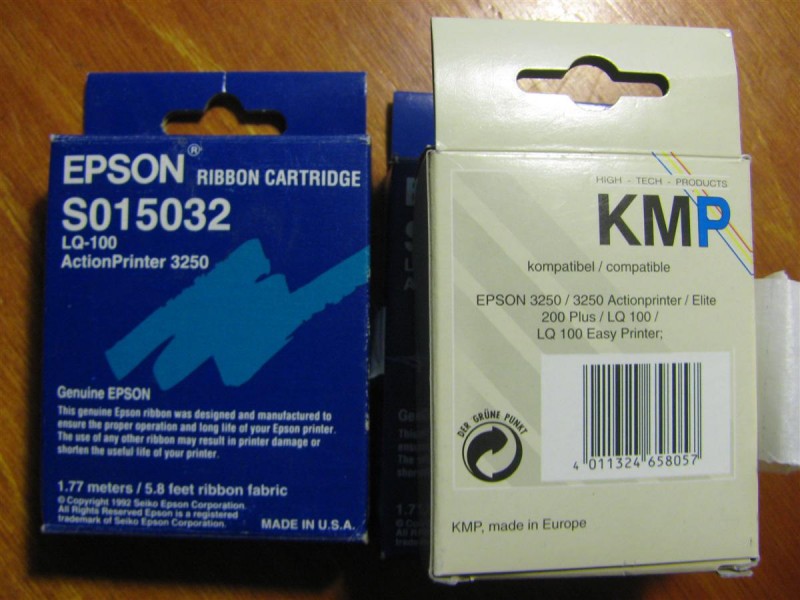 EPSON® RIBBON CARTRIDGE
S015032
LQ-100
ActionPrinter 3250
Genuine EPSON
This genuine Epson ribbon was designed and manufactured to
ensure the proper operation and long life of your Epson printer.
The use of any other ribbon may result in printer damage or
shorten the useful life of your printer.
1.77 meters / 5.8 feet ribbon fabric
© Copyright 1992 Seiko Epson Corporation.
All Rights Reserved Epson is a registered
trademark of Seiko Epson Corporation.
MADE IN U.S.A.
HIGH - TECH - PRODUCTS
KMP
kompatibel / compatible
EPSON 3250 / 3250 Actionprinter / Elite
200 Plus / LQ 100 /
LQ 100 Easy Printer;
DER GRÜNE PUNKT
4 011324 658057
KMP, made in Europe